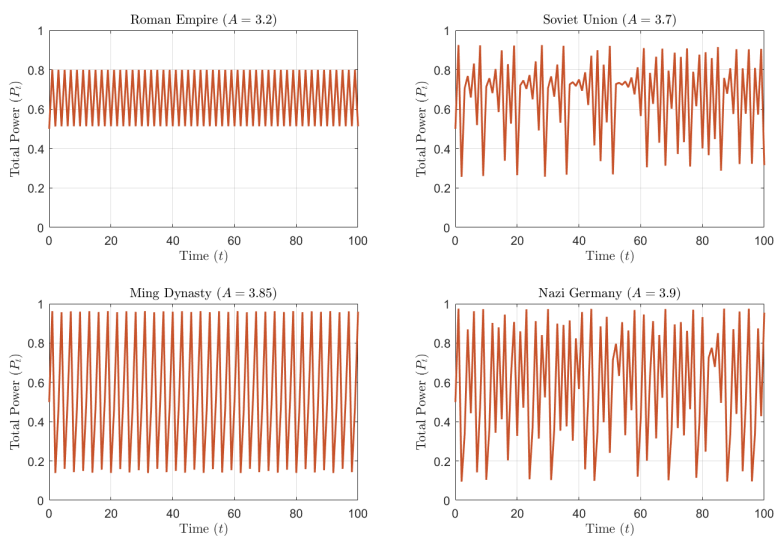 Roman Empire (A = 3.2)
1
0.8
0.6
0.4
0.2
0
0 20 40 60 80 100
Total Power (Pₜ)
Time (t)
Soviet Union (A = 3.7)
1
0.8
0.6
0.4
0.2
0
0 20 40 60 80 100
Total Power (Pₜ)
Time (t)
Ming Dynasty (A = 3.85)
1
0.8
0.6
0.4
0.2
0
0 20 40 60 80 100
Total Power (Pₜ)
Time (t)
Nazi Germany (A = 3.9)
1
0.8
0.6
0.4
0.2
0
0 20 40 60 80 100
Total Power (Pₜ)
Time (t)